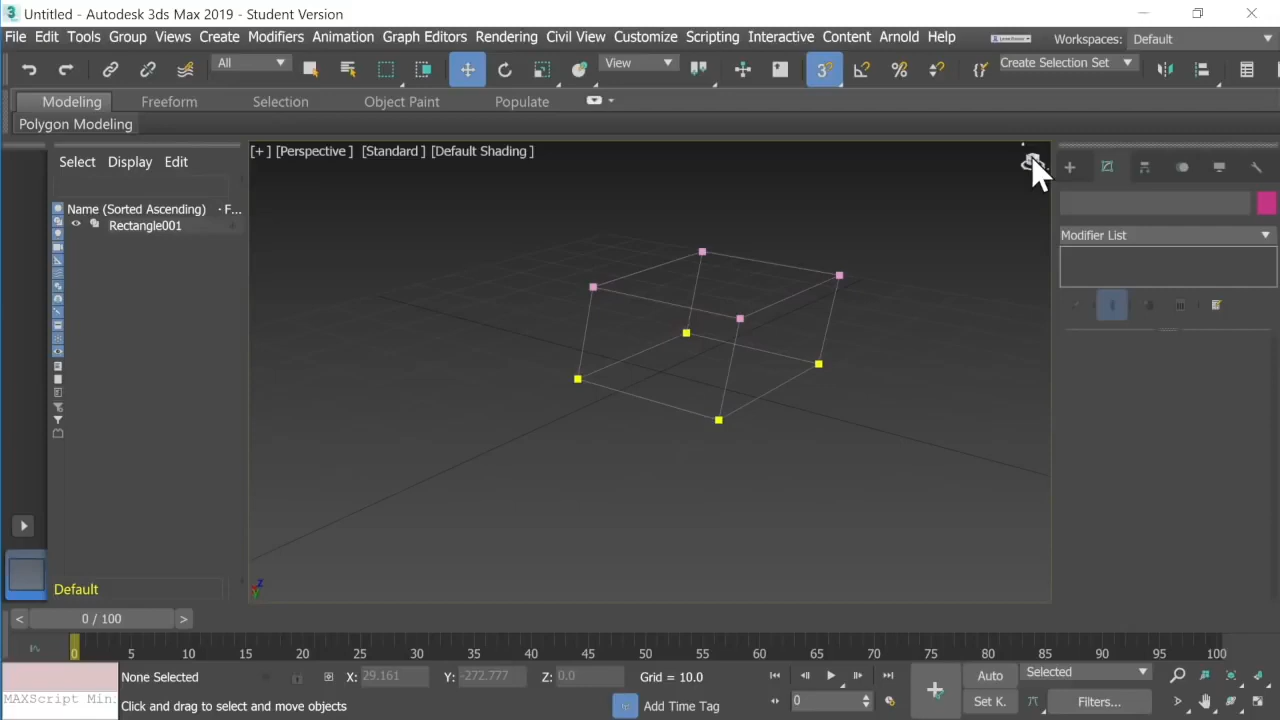 Untitled - Autodesk 3ds Max 2019 - Student Version
File Edit Tools Group Views Create Modifiers Animation Graph Editors Rendering Civil View Customize Scripting Interactive Content Arnold Help Workspaces: Default
All View 3 Create Selection Set
Modeling Freeform Selection Object Paint Populate
Polygon Modeling
Select Display Edit
[+] [Perspective] [Standard] [Default Shading]
Name (Sorted Ascending) F...
Rectangle001
Modifier List
Default
0 / 100
0 5 10 15 20 25 30 35 40 45 50 55 60 65 70 75 80 85 90 95 100
None Selected X: 29.161 Y: -272.777 Z: 0.0 Grid = 10.0 Auto Selected
MAXScript Min. Click and drag to select and move objects Add Time Tag 0 Set K. Filters...